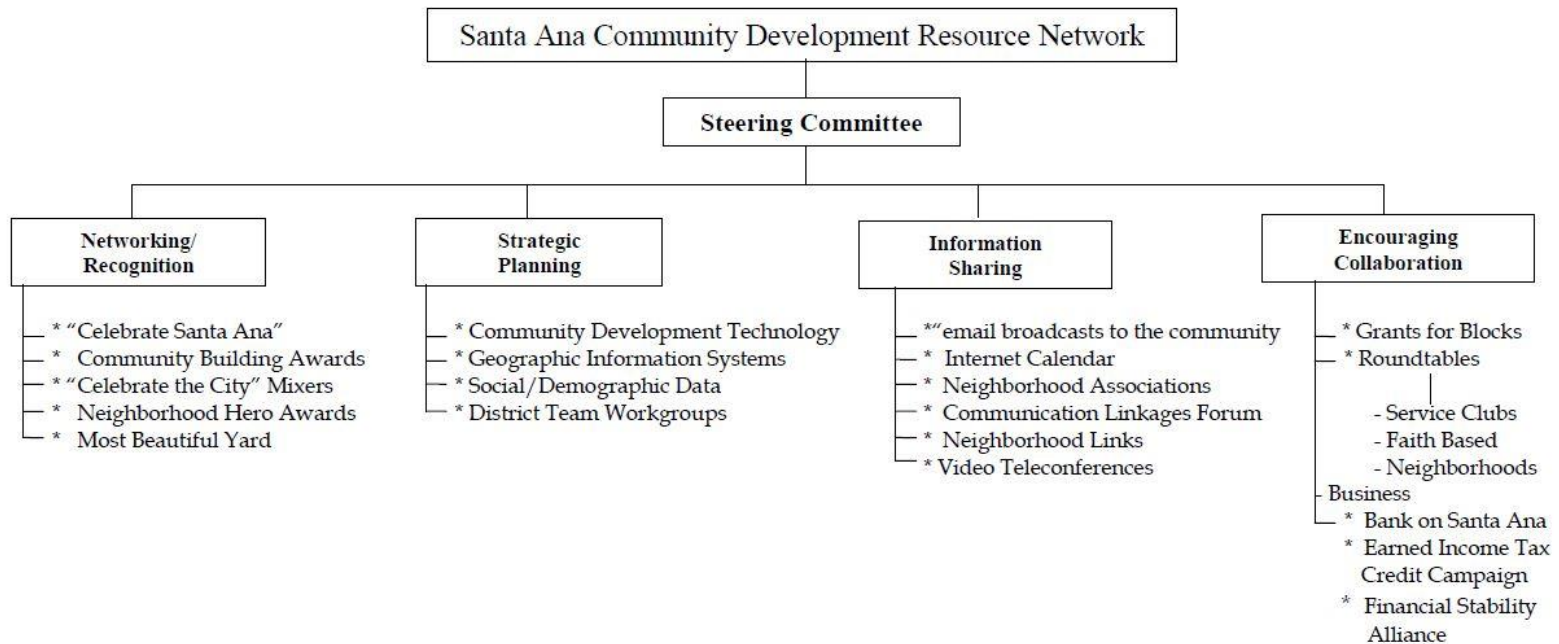 Santa Ana Community Development Resource Network
Steering Committee
Networking/
Recognition
* “Celebrate Santa Ana”
* Community Building Awards
* “Celebrate the City” Mixers
* Neighborhood Hero Awards
* Most Beautiful Yard
Strategic
Planning
* Community Development Technology
* Geographic Information Systems
* Social/Demographic Data
* District Team Workgroups
Information
Sharing
*“email broadcasts to the community
* Internet Calendar
* Neighborhood Associations
* Communication Linkages Forum
* Neighborhood Links
* Video Teleconferences
Encouraging
Collaboration
* Grants for Blocks
* Roundtables
- Service Clubs
- Faith Based
- Neighborhoods
- Business
* Bank on Santa Ana
* Earned Income Tax
Credit Campaign
* Financial Stability
Alliance